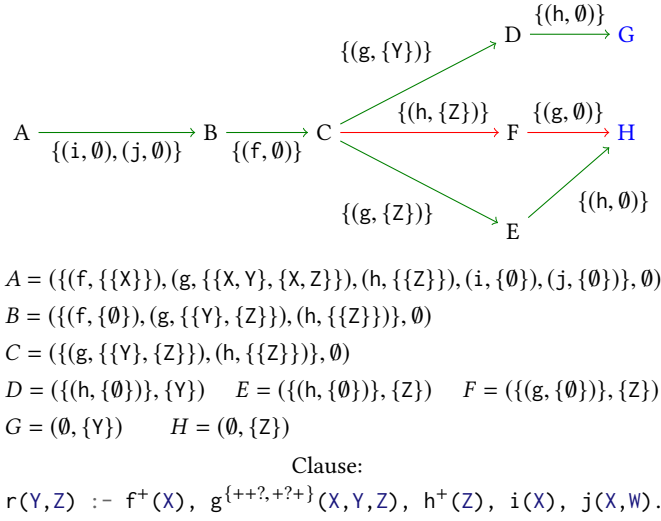 {(h, ∅)}
D G
{(g, {Y})}
{(h, {Z})} {(g, ∅)}
A B C F H
{(i, ∅), (j, ∅)} {(f, ∅)}
{(g, {Z})} {(h, ∅)}
E
A = ({(f, {{X}}), (g, {{X, Y}, {X, Z}}), (h, {{Z}}), (i, {∅}), (j, {∅})}, ∅)
B = ({(f, {∅}), (g, {{Y}, {Z}}), (h, {{Z}})}, ∅)
C = ({(g, {{Y}, {Z}}), (h, {{Z}})}, ∅)
D = ({(h, {∅})}, {Y}) E = ({(h, {∅})}, {Z}) F = ({(g, {∅})}, {Z})
G = (∅, {Y}) H = (∅, {Z})
Clause:
r(Y,Z) :- f⁺(X), g^{++?,+?+}(X,Y,Z), h⁺(Z), i(X), j(X,W).